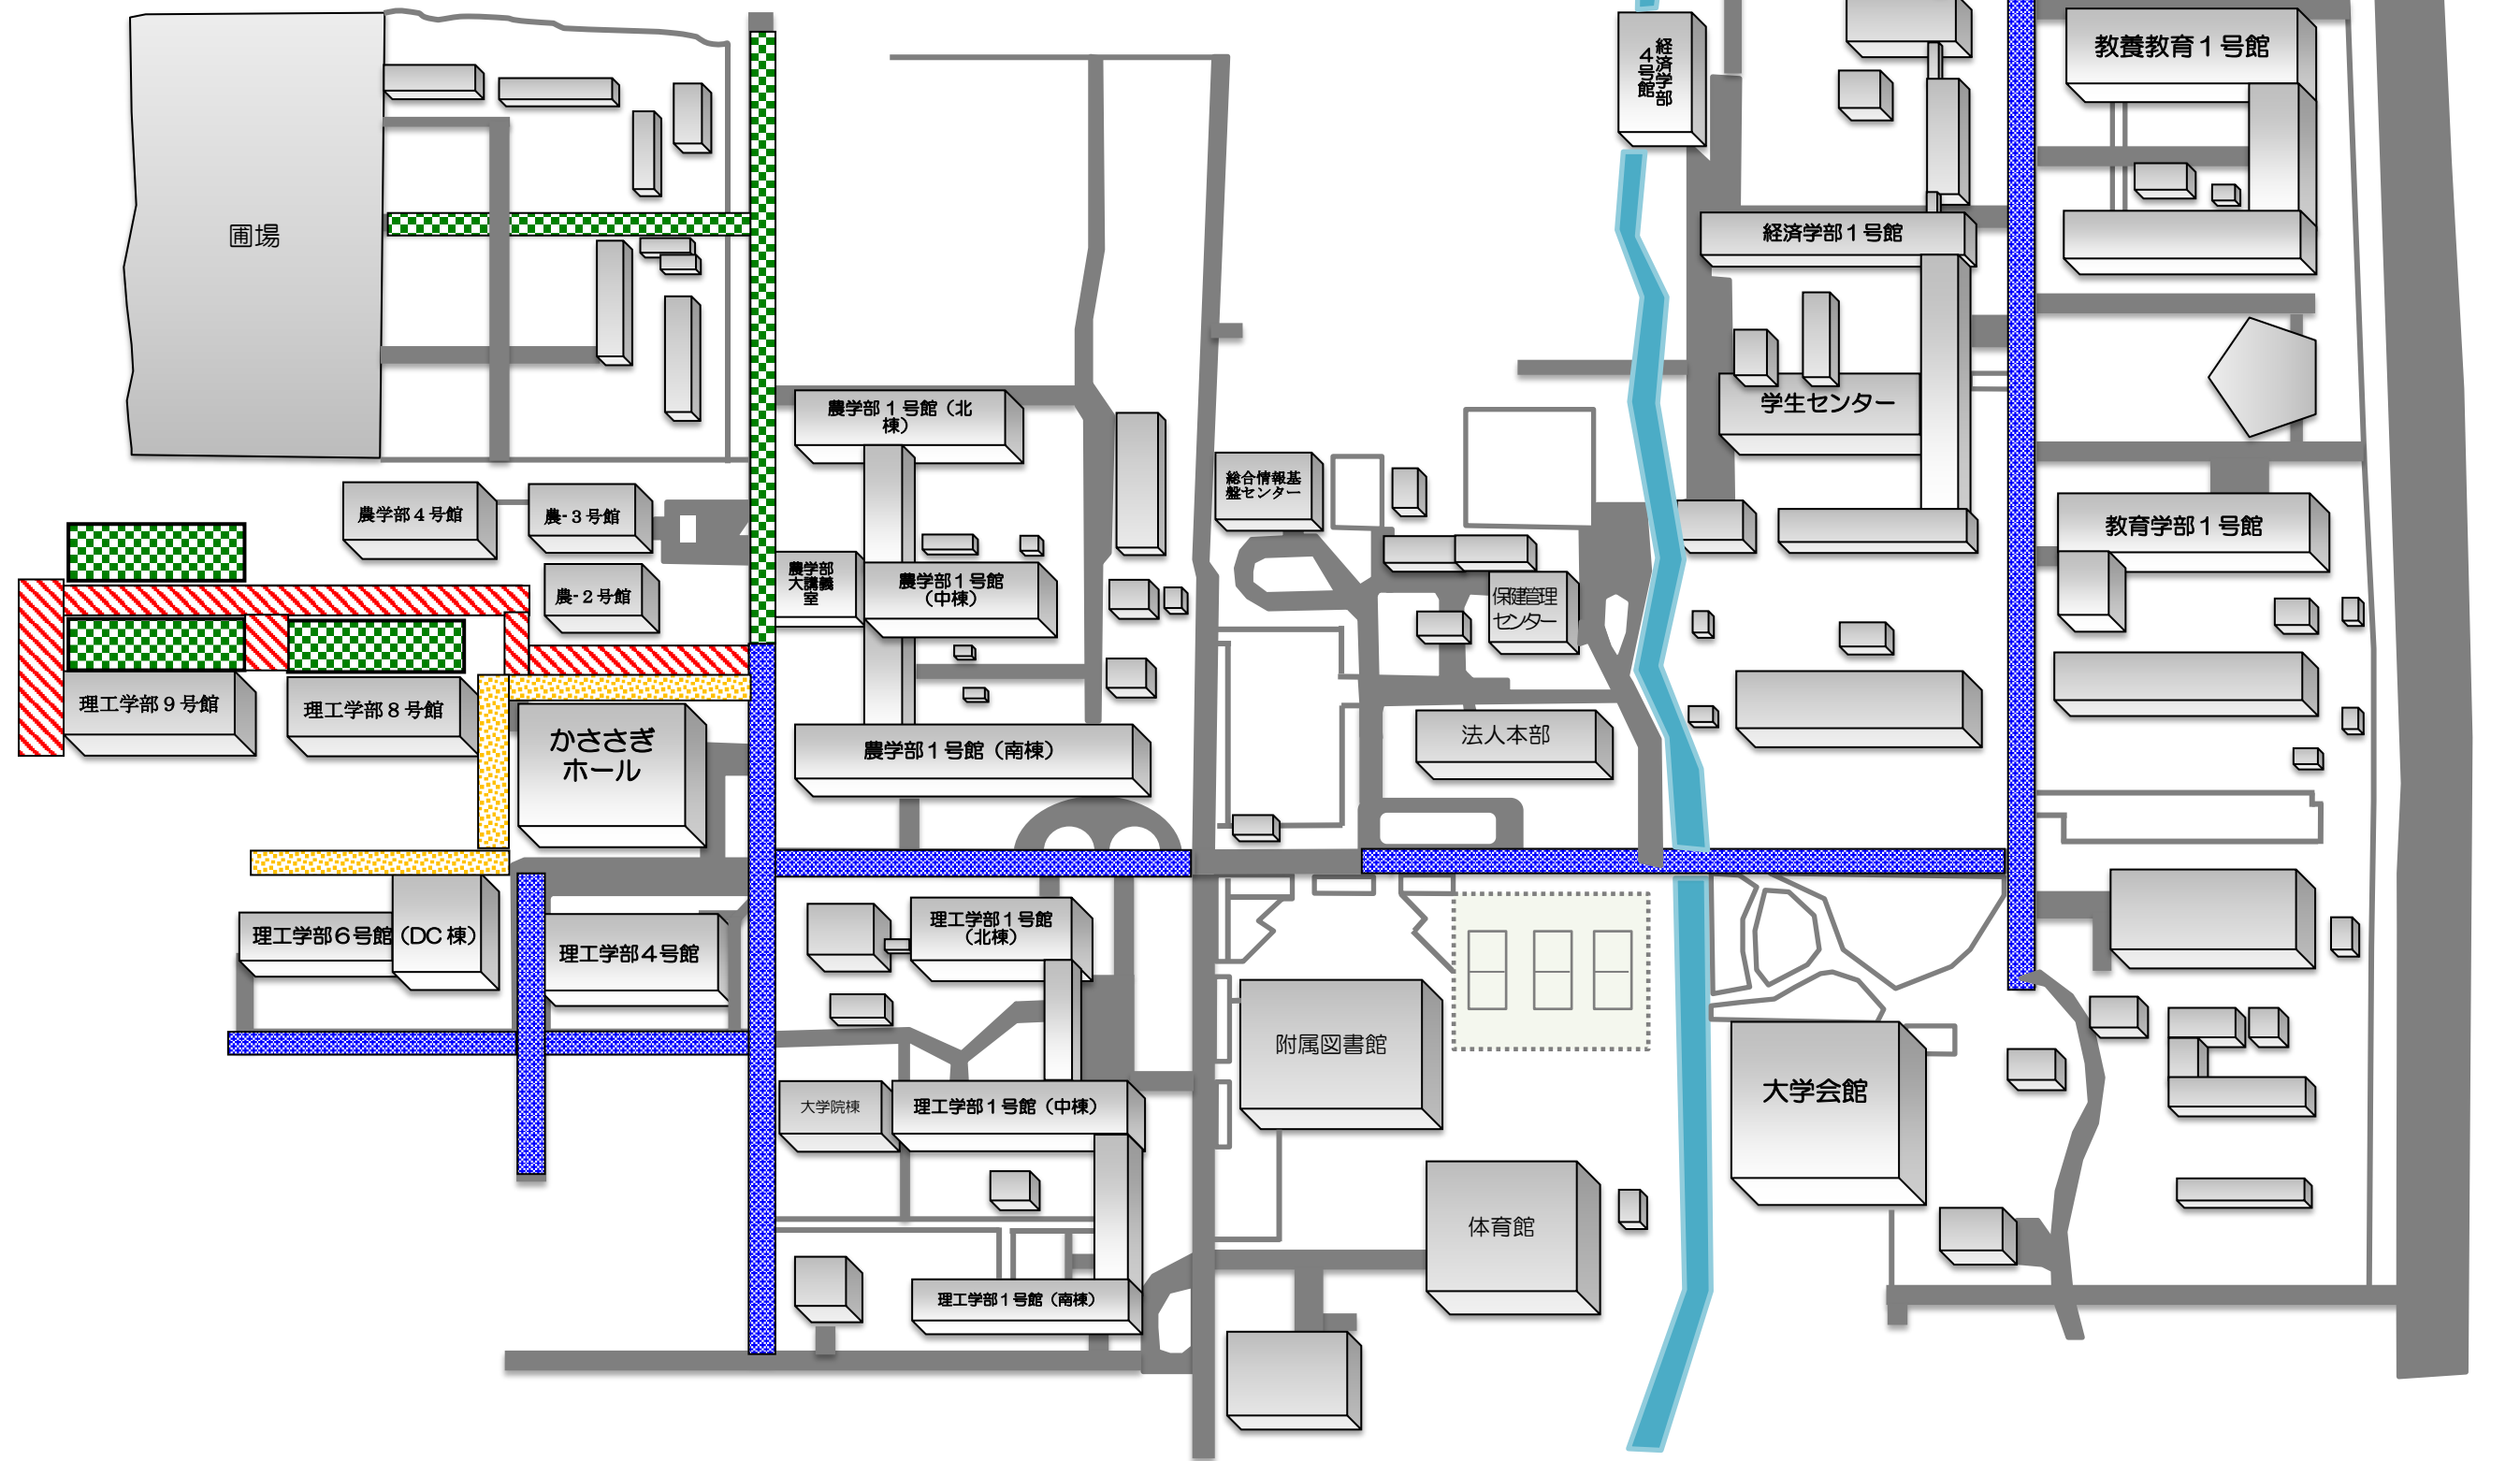 経済学部
４号館
教養教育１号館
圃場
経済学部１号館
学生センター
農学部１号館（北
棟）
総合情報基
盤センター
農学部４号館
農-３号館
教育学部１号館
農学部
大講義
室
農学部１号館
（中棟）
農-２号館
保健管理
センター
理工学部９号館
理工学部８号館
かささぎ
ホール
農学部１号館（南棟）
法人本部
理工学部６号館（DC 棟）
理工学部４号館
理工学部１号館
（北棟）
附属図書館
大学会館
大学院棟
理工学部１号館（中棟）
体育館
理工学部１号館（南棟）